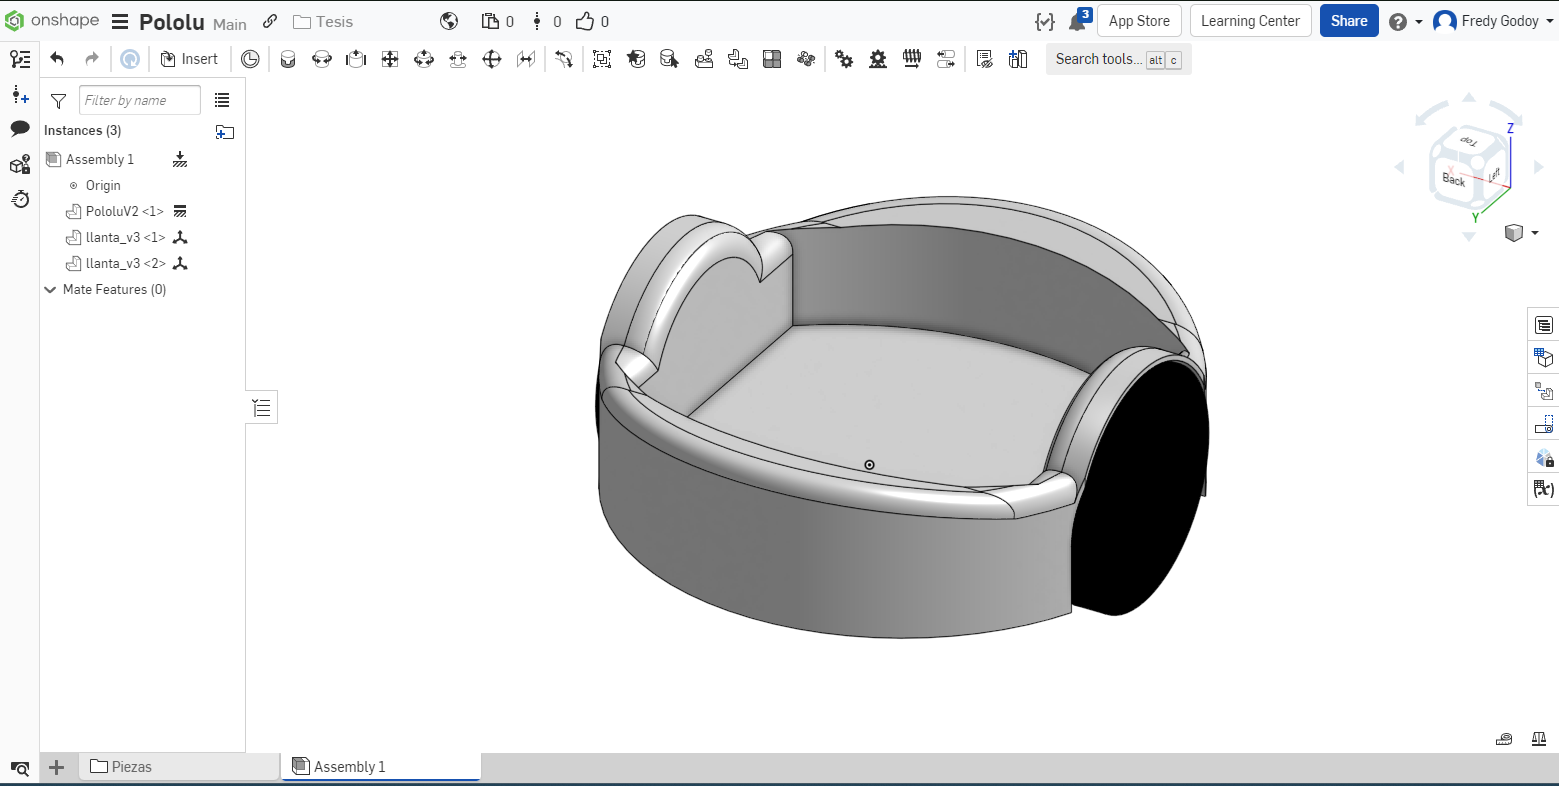 onshape
Pololu Main
Tesis
0
0
0
3
App Store
Learning Center
Share
Fredy Godoy
Insert
Search tools... alt c
Filter by name
Instances (3)
Assembly 1
Origin
PololuV2 <1>
llanta_v3 <1>
llanta_v3 <2>
Mate Features (0)
Z
Top
X
Back
Left
Y
Piezas
Assembly 1